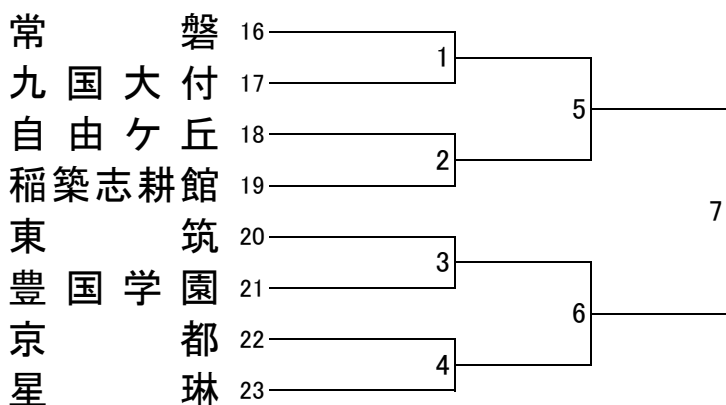 常磐 16
1
九国大付 17
5
自由ケ丘 18
2
稲築志耕館 19
7
東筑 20
3
豊国学園 21
6
京都 22
4
星琳 23